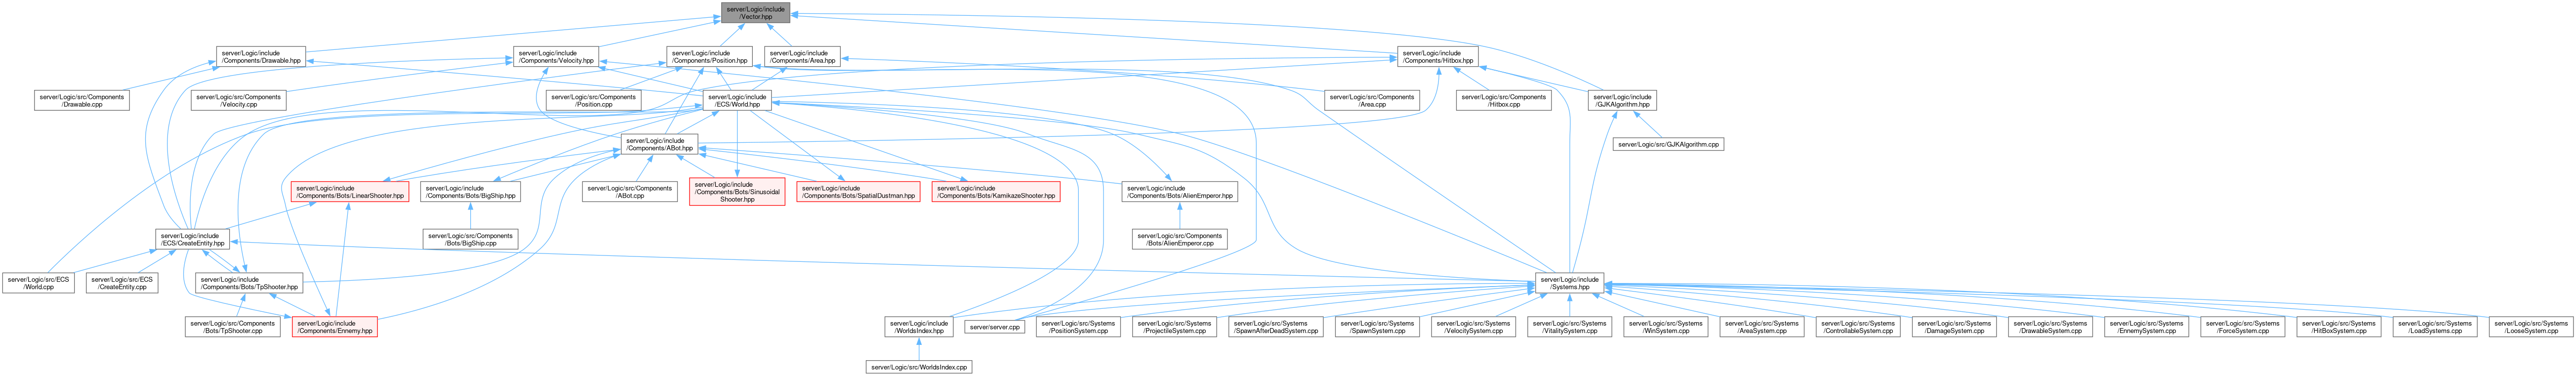 server/Logic/include
/Vector.hpp
server/Logic/include
/Components/Drawable.hpp
server/Logic/include
/Components/Velocity.hpp
server/Logic/include
/Components/Position.hpp
server/Logic/include
/Components/Area.hpp
server/Logic/include
/Components/Hitbox.hpp
server/Logic/src/Components
/Drawable.cpp
server/Logic/src/Components
/Velocity.cpp
server/Logic/src/Components
/Position.cpp
server/Logic/include
/ECS/World.hpp
server/Logic/src/Components
/Area.cpp
server/Logic/src/Components
/Hitbox.cpp
server/Logic/include
/GJKAlgorithm.hpp
server/Logic/include
/Components/ABot.hpp
server/Logic/src/GJKAlgorithm.cpp
server/Logic/include
/Components/Bots/LinearShooter.hpp
server/Logic/include
/Components/Bots/BigShip.hpp
server/Logic/src/Components
/ABot.cpp
server/Logic/include
/Components/Bots/Sinusoidal
Shooter.hpp
server/Logic/include
/Components/Bots/SpatialDustman.hpp
server/Logic/include
/Components/Bots/KamikazeShooter.hpp
server/Logic/include
/Components/Bots/AlienEmperor.hpp
server/Logic/include
/ECS/CreateEntity.hpp
server/Logic/src/Components
/Bots/BigShip.cpp
server/Logic/src/Components
/Bots/AlienEmperor.cpp
server/Logic/src/ECS
/World.cpp
server/Logic/src/ECS
/CreateEntity.cpp
server/Logic/include
/Components/Bots/TpShooter.hpp
server/Logic/include
/Systems.hpp
server/Logic/src/Components
/Bots/TpShooter.cpp
server/Logic/include
/Components/Ennemy.hpp
server/Logic/include
/WorldsIndex.hpp
server/server.cpp
server/Logic/src/Systems
/PositionSystem.cpp
server/Logic/src/Systems
/ProjectileSystem.cpp
server/Logic/src/Systems
/SpawnAfterDeadSystem.cpp
server/Logic/src/Systems
/SpawnSystem.cpp
server/Logic/src/Systems
/VelocitySystem.cpp
server/Logic/src/Systems
/VitalitySystem.cpp
server/Logic/src/Systems
/WinSystem.cpp
server/Logic/src/Systems
/AreaSystem.cpp
server/Logic/src/Systems
/ControllableSystem.cpp
server/Logic/src/Systems
/DamageSystem.cpp
server/Logic/src/Systems
/DrawableSystem.cpp
server/Logic/src/Systems
/EnnemySystem.cpp
server/Logic/src/Systems
/ForceSystem.cpp
server/Logic/src/Systems
/HitBoxSystem.cpp
server/Logic/src/Systems
/LoadSystems.cpp
server/Logic/src/Systems
/LooseSystem.cpp
server/Logic/src/WorldsIndex.cpp